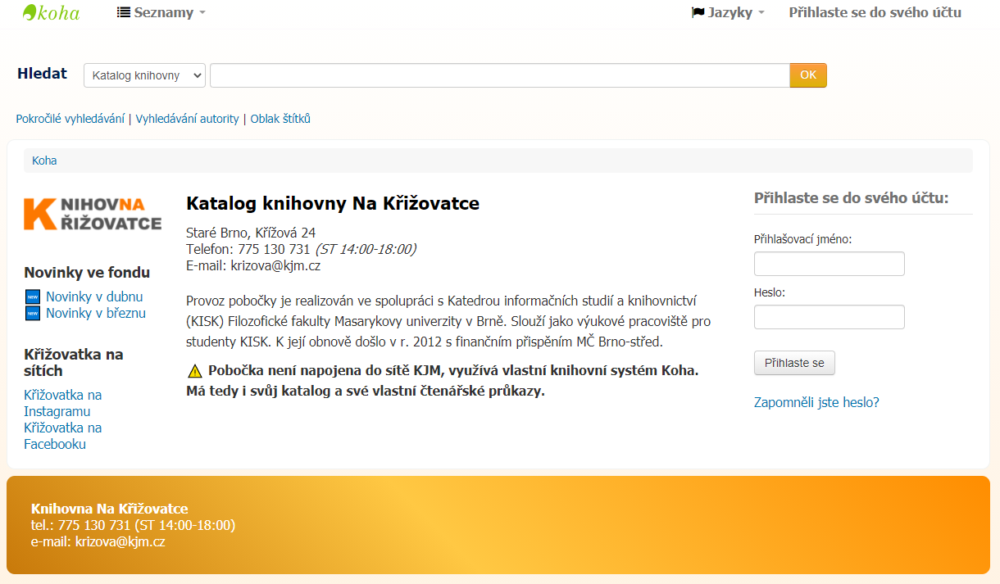 koha
Seznamy
Jazyky
Přihlaste se do svého účtu
Hledat
Katalog knihovny
OK
Pokročilé vyhledávání | Vyhledávání autority | Oblak štítků
Koha
KNIHOVNA
KŘIŽOVATCE
Novinky ve fondu
NEW Novinky v dubnu
NEW Novinky v březnu
Křižovatka na
sítích
Křižovatka na
Instagramu
Křižovatka na
Facebooku
Katalog knihovny Na Křižovatce
Staré Brno, Křížová 24
Telefon: 775 130 731 (ST 14:00-18:00)
E-mail: krizova@kjm.cz
Provoz pobočky je realizován ve spolupráci s Katedrou informačních studií a knihovnictví
(KISK) Filozofické fakulty Masarykovy univerzity v Brně. Slouží jako výukové pracoviště pro
studenty KISK. K její obnově došlo v r. 2012 s finančním přispěním MČ Brno-střed.
Pobočka není napojena do sítě KJM, využívá vlastní knihovní systém Koha.
Má tedy i svůj katalog a své vlastní čtenářské průkazy.
Přihlaste se do svého účtu:
Přihlašovací jméno:
Heslo:
Přihlaste se
Zapomněli jste heslo?
Knihovna Na Křižovatce
tel.: 775 130 731 (ST 14:00-18:00)
e-mail: krizova@kjm.cz